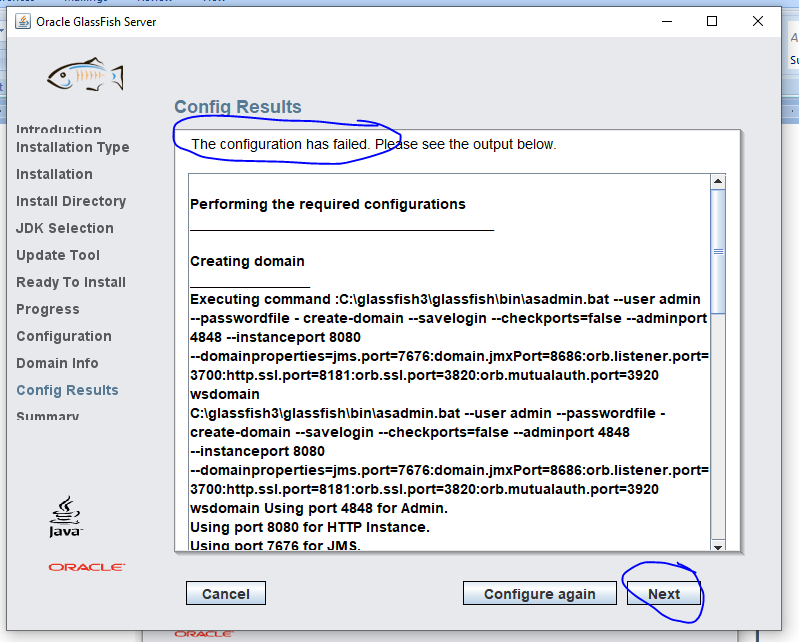 Oracle GlassFish Server
Introduction
Installation Type
Installation
Install Directory
JDK Selection
Update Tool
Ready To Install
Progress
Configuration
Domain Info
Config Results
Summary
Java
ORACLE
Config Results
The configuration has failed. Please see the output below.
Performing the required configurations
Creating domain
Executing command :C:\glassfish3\glassfish\bin\asadmin.bat --user admin
--passwordfile - create-domain --savelogin --checkports=false --adminport
4848 --instanceport 8080
--domainproperties=jms.port=7676:domain.jmxPort=8686:orb.listener.port=
3700:http.ssl.port=8181:orb.ssl.port=3820:orb.mutualauth.port=3920
wsdomain
C:\glassfish3\glassfish\bin\asadmin.bat --user admin --passwordfile -
create-domain --savelogin --checkports=false --adminport 4848
--instanceport 8080
--domainproperties=jms.port=7676:domain.jmxPort=8686:orb.listener.port=
3700:http.ssl.port=8181:orb.ssl.port=3820:orb.mutualauth.port=3920
wsdomain Using port 4848 for Admin.
Using port 8080 for HTTP Instance.
Using port 7676 for JMS.
Cancel
Configure again
Next
ORACLE